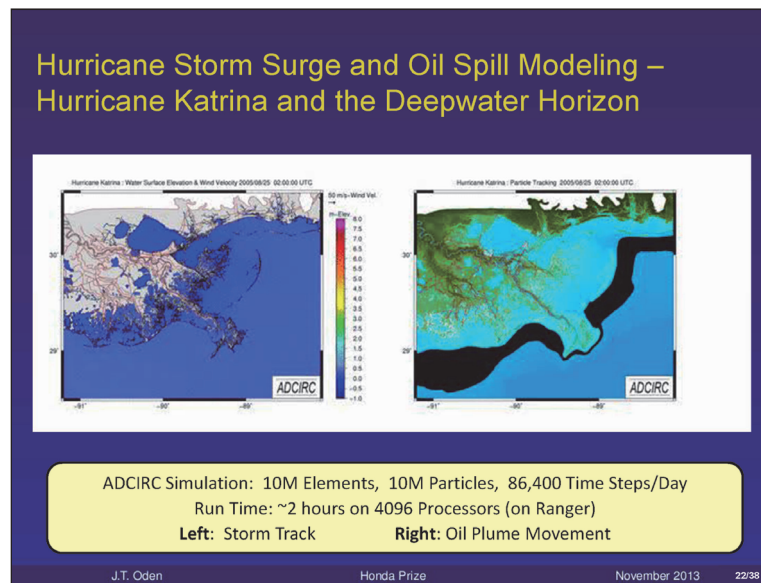 Hurricane Storm Surge and Oil Spill Modeling –
Hurricane Katrina and the Deepwater Horizon
Hurricane Katrina : Water Surface Elevation & Wind Velocity 2005/08/25 02:00:00 UTC
50 m/s-Wind Vel.
m-Elev.
8.0
7.5
7.0
6.5
6.0
5.5
5.0
4.5
4.0
3.5
3.0
2.5
2.0
1.5
1.0
0.5
0.0
-0.5
-1.0
30˚
29˚
-91˚
-90˚
-89˚
ADCIRC
Hurricane Katrina : Particle Tracking 2005/08/25 02:00:00 UTC
30˚
29˚
-91˚
-90˚
-89˚
ADCIRC
ADCIRC Simulation: 10M Elements, 10M Particles, 86,400 Time Steps/Day
Run Time: ~2 hours on 4096 Processors (on Ranger)
Left: Storm Track Right: Oil Plume Movement
J.T. Oden Honda Prize November 2013 22/38